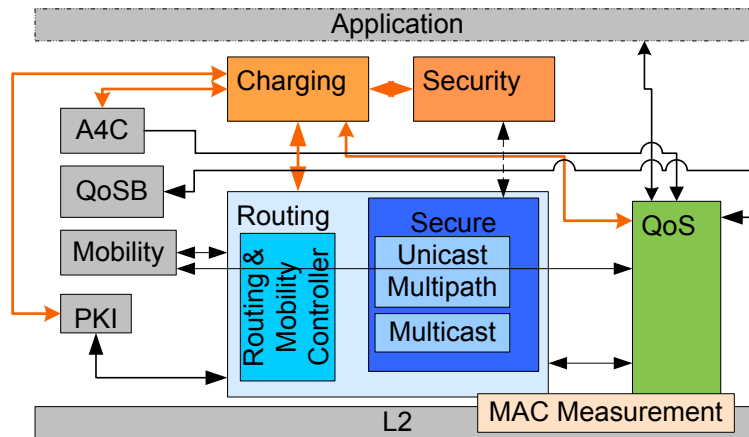 Application
Charging
Security
A4C
QoSB
Routing
Secure
QoS
Mobility
Unicast
Multipath
Routing &
Mobility
Controller
PKI
Multicast
MAC Measurement
L2